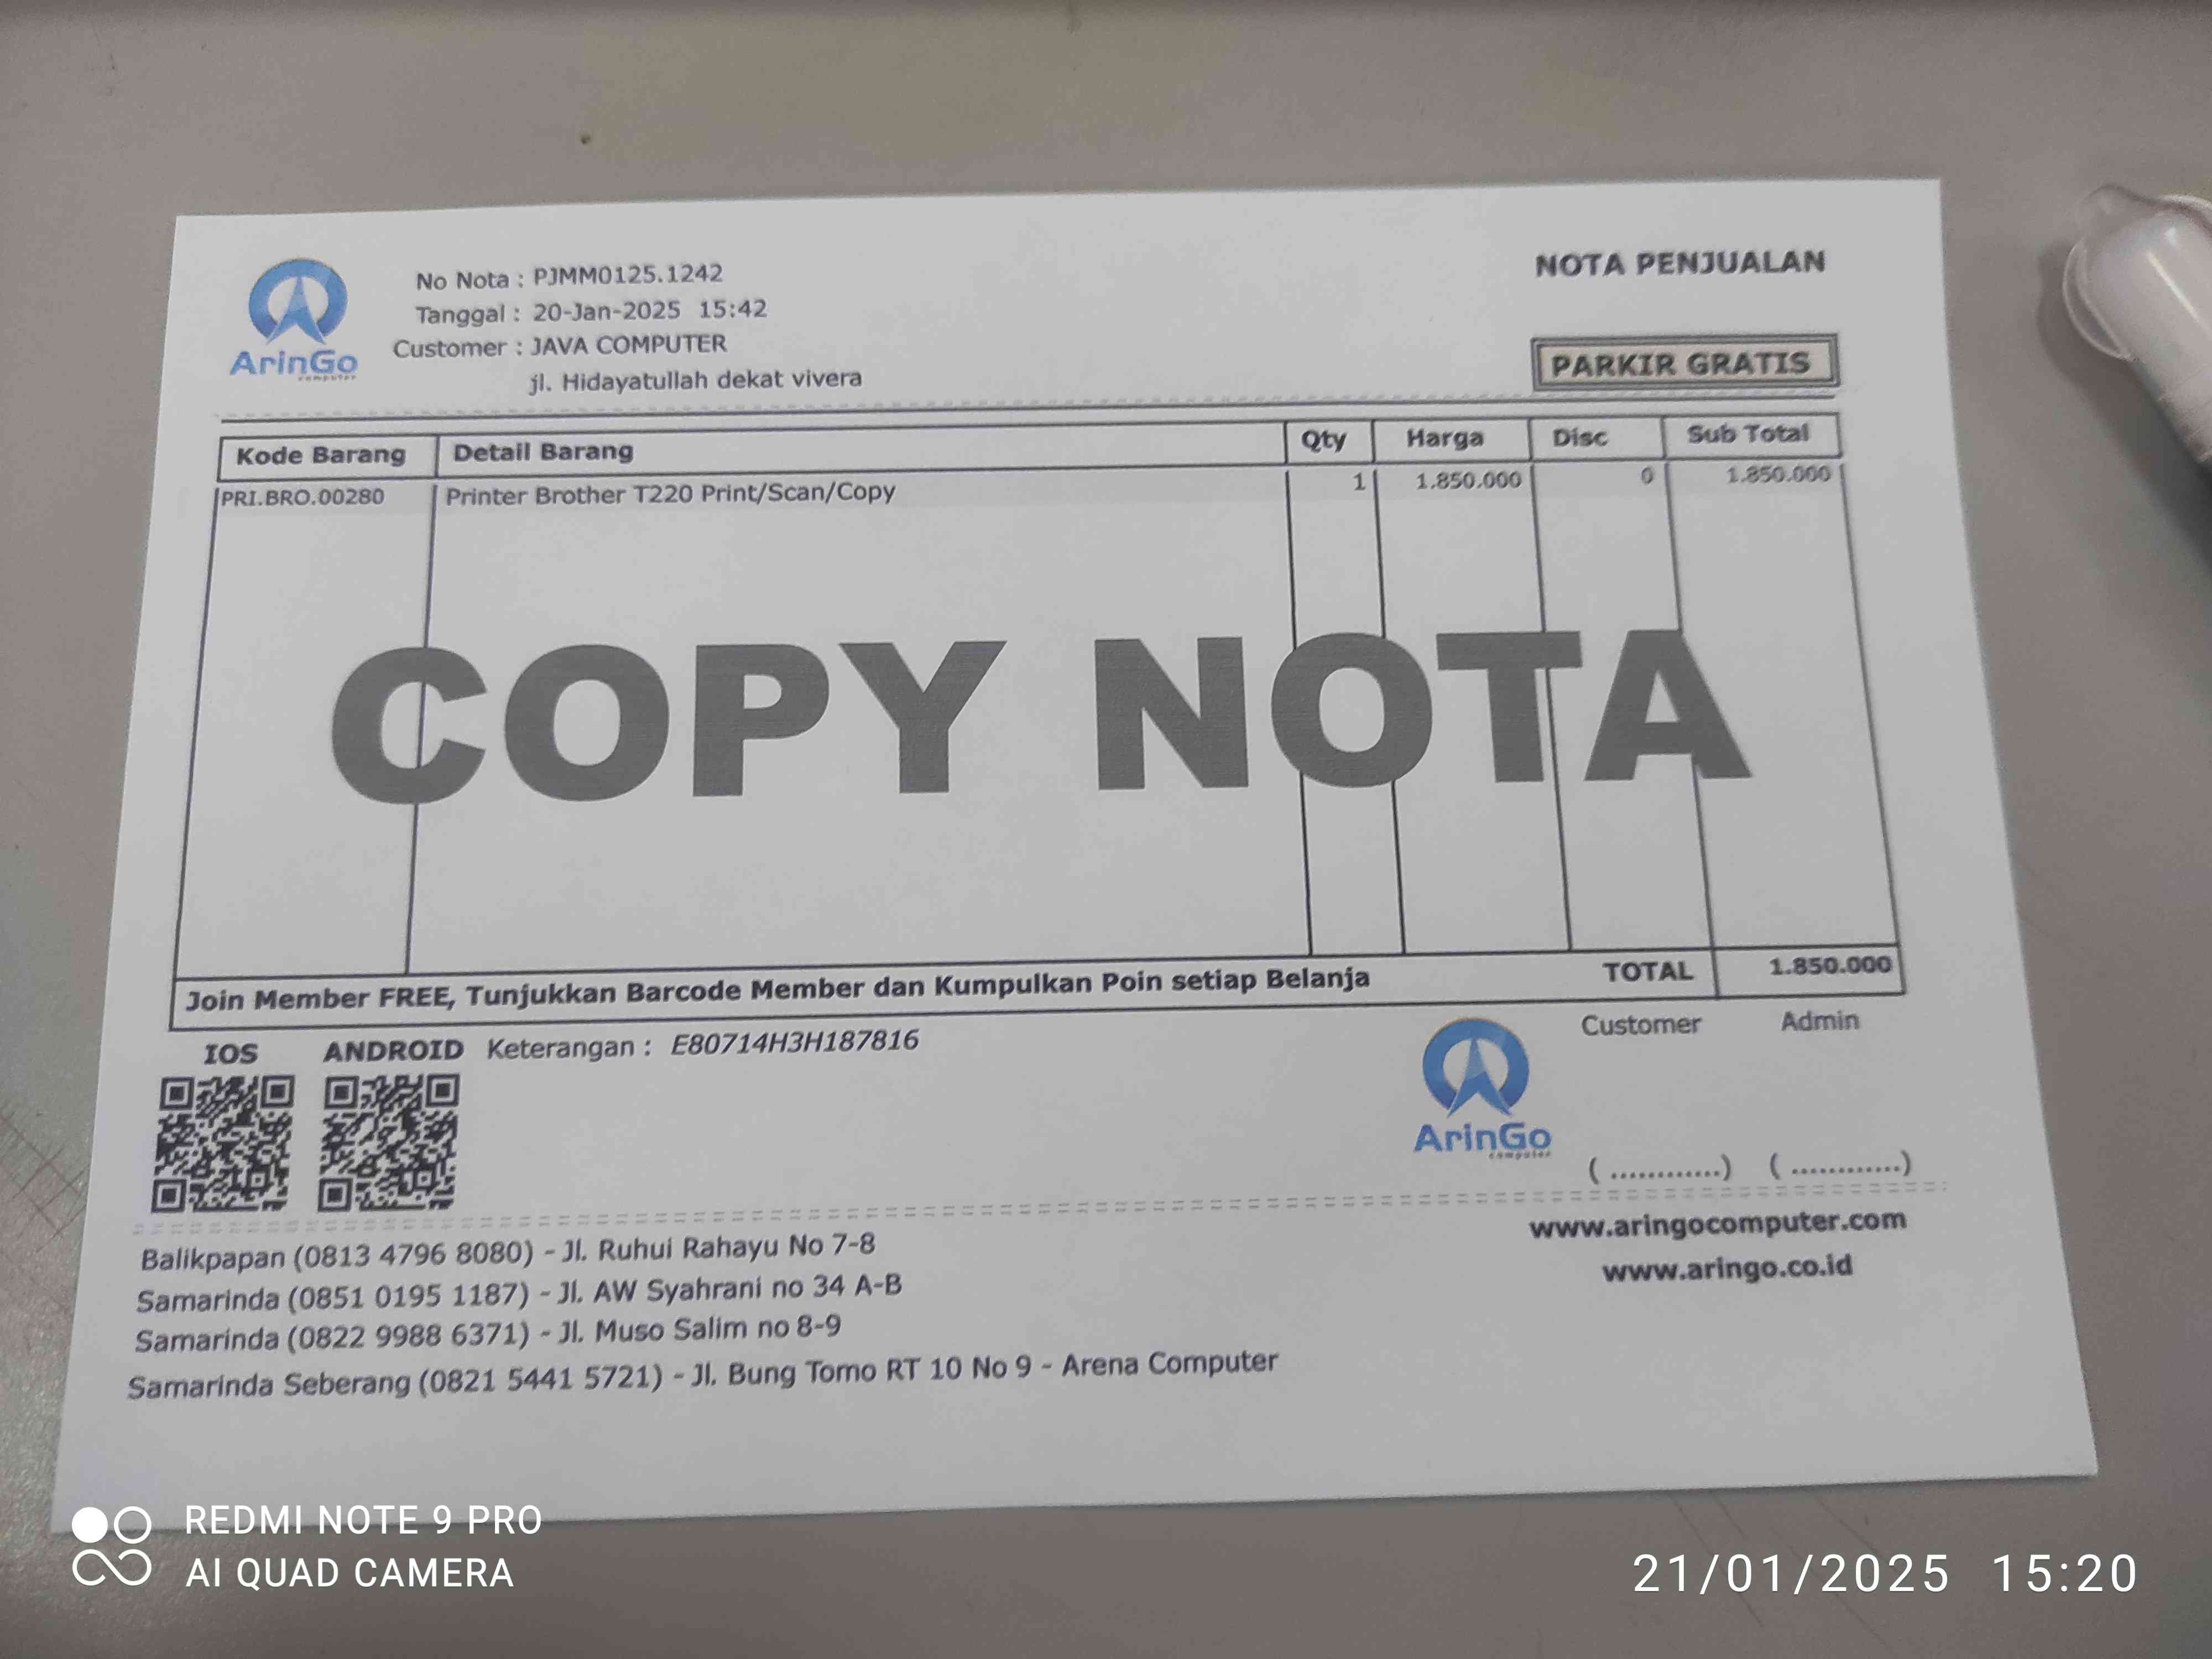 ArinGo
computer
No Nota : PJMM0125.1242
Tanggal : 20-Jan-2025 15:42
Customer : JAVA COMPUTER
jl. Hidayatullah dekat vivera
NOTA PENJUALAN
PARKIR GRATIS
Kode Barang Detail Barang Qty Harga Disc Sub Total
PRI.BRO.00280 Printer Brother T220 Print/Scan/Copy 1 1.850.000 0 1.850.000
COPY NOTA
Join Member FREE, Tunjukkan Barcode Member dan Kumpulkan Poin setiap Belanja TOTAL 1.850.000
IOS ANDROID Keterangan : E80714H3H187816
ArinGo
computer
Customer Admin
( ............) ( ............)
Balikpapan (0813 4796 8080) - Jl. Ruhui Rahayu No 7-8
Samarinda (0851 0195 1187) - Jl. AW Syahrani no 34 A-B
Samarinda (0822 9988 6371) - Jl. Muso Salim no 8-9
Samarinda Seberang (0821 5441 5721) - Jl. Bung Tomo RT 10 No 9 - Arena Computer
www.aringocomputer.com
www.aringo.co.id
REDMI NOTE 9 PRO
AI QUAD CAMERA
21/01/2025 15:20